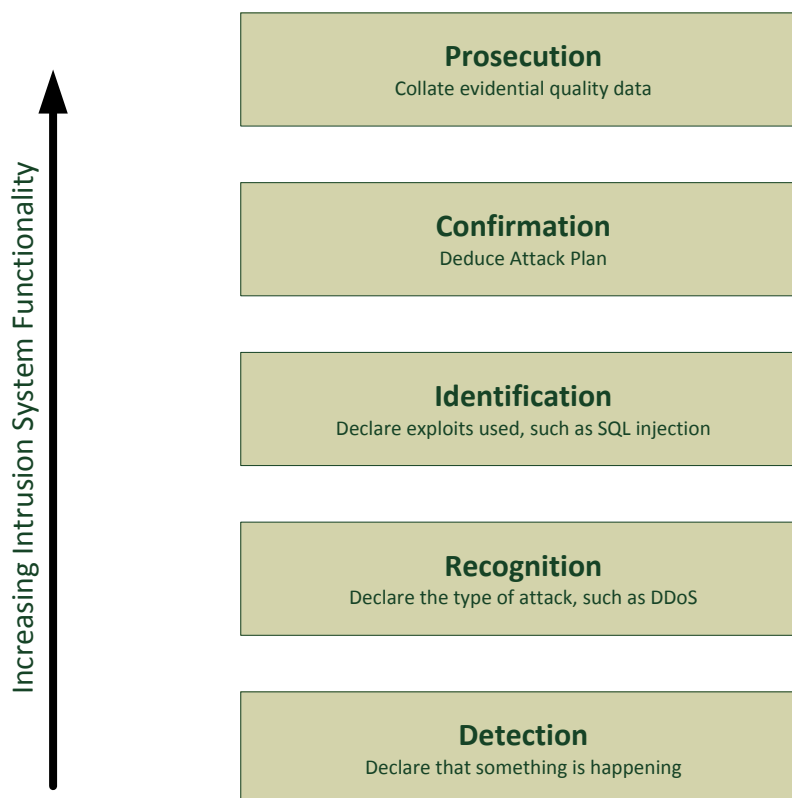 Increasing Intrusion System Functionality
Prosecution
Collate evidential quality data
Confirmation
Deduce Attack Plan
Identification
Declare exploits used, such as SQL injection
Recognition
Declare the type of attack, such as DDoS
Detection
Declare that something is happening